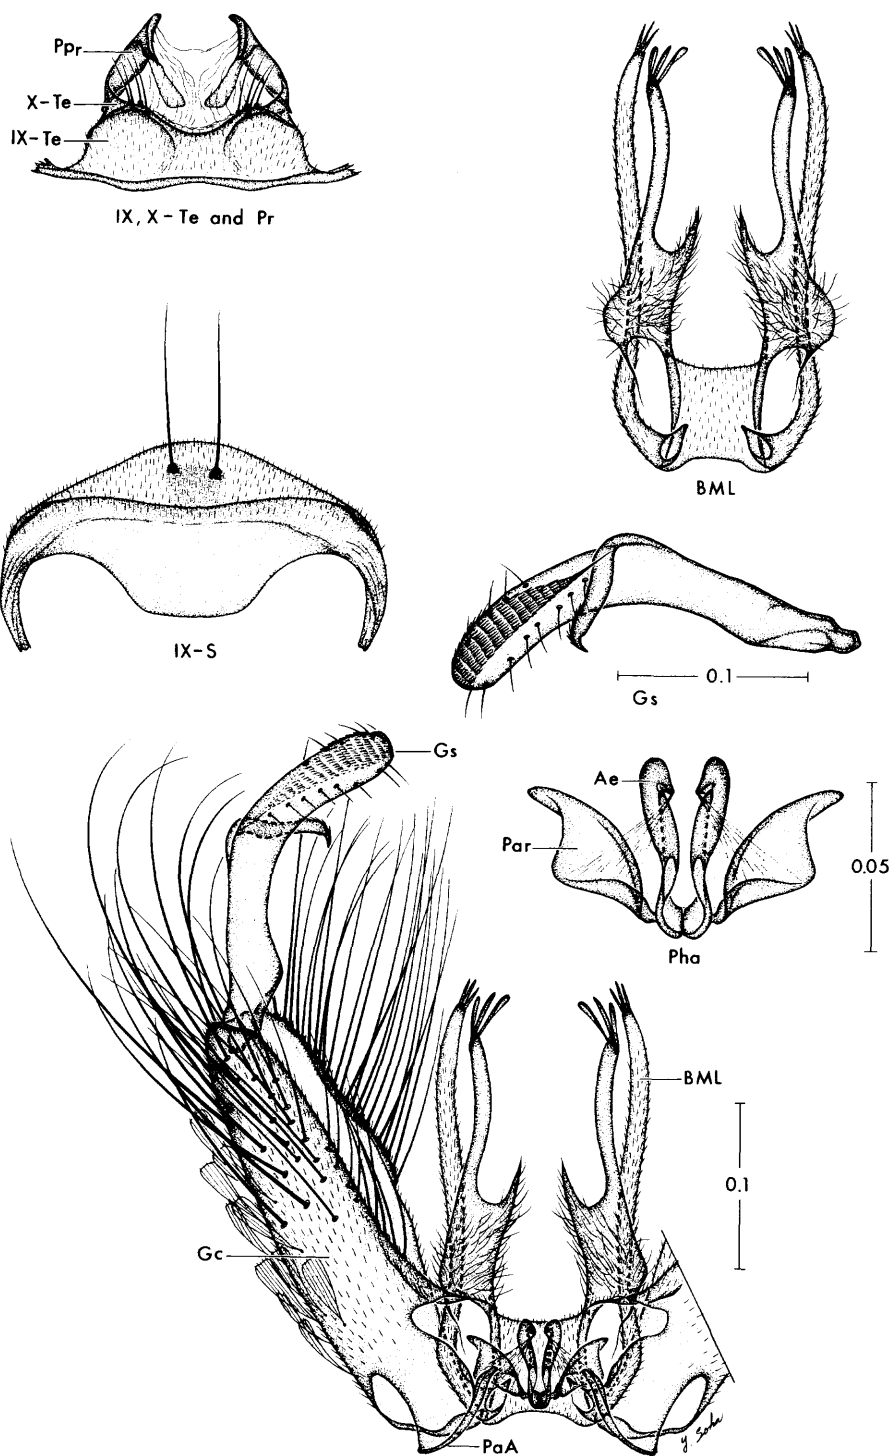 Ppr
X-Te
IX-Te
IX, X-Te and Pr
BML
IX-S
0.1
Gs
Gs
Ae
Par
0.05
Pha
BML
0.1
Gc
PaA
Y. Soha